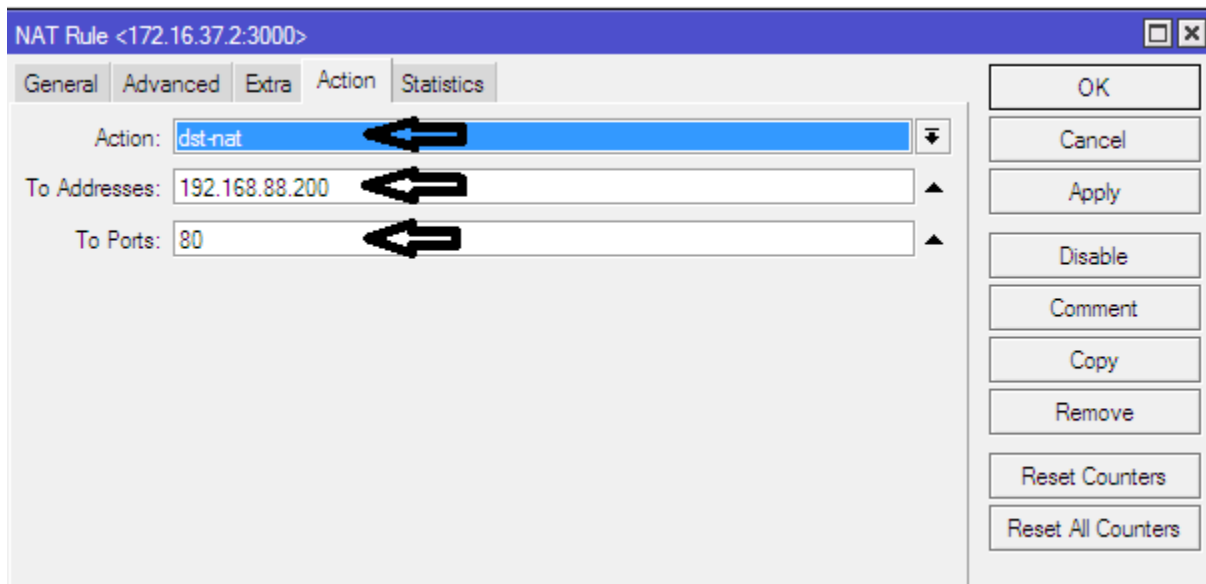 NAT Rule <172.16.37.2:3000>
General Advanced Extra Action Statistics
Action: dst-nat
To Addresses: 192.168.88.200
To Ports: 80
OK
Cancel
Apply
Disable
Comment
Copy
Remove
Reset Counters
Reset All Counters